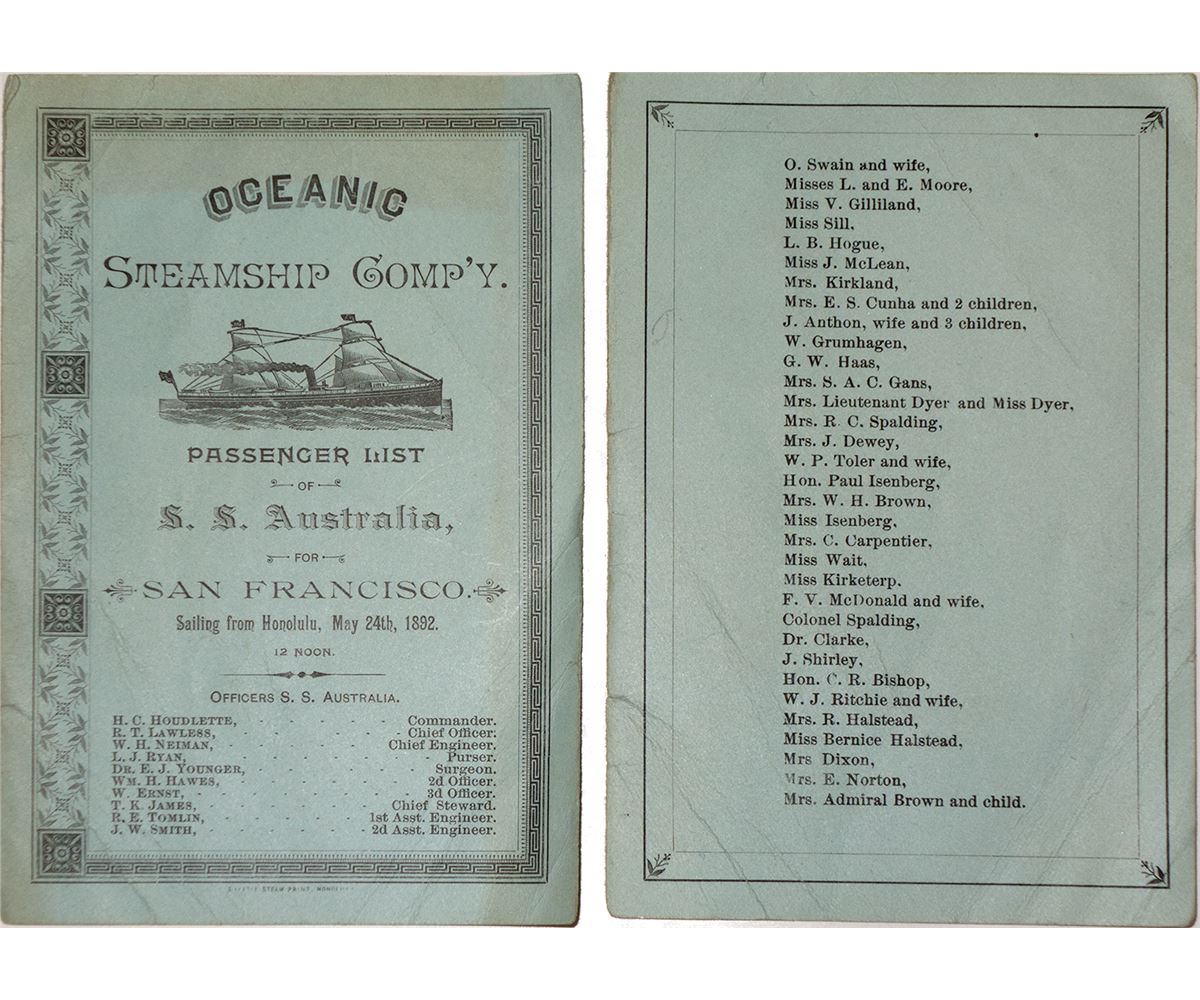 OCEANIC
STEAMSHIP COMP'Y.
PASSENGER LIST
OF
S. S. Australia,
FOR
SAN FRANCISCO.
Sailing from Honolulu, May 24th, 1892.
12 NOON.
OFFICERS S. S. AUSTRALIA.
H. C. HOUDLETTE, - - - - - Commander.
R. T. LAWLESS, - - - - - - Chief Officer.
W. H. NEIMAN, - - - - - Chief Engineer.
L. J. RYAN, - - - - - - - Purser.
DR. E. J. YOUNGER, - - - - - Surgeon.
WM. H. HAWES, - - - - - - 2d Officer.
W. ERNST, - - - - - - - 3d Officer.
T. K. JAMES, - - - - - - Chief Steward.
R. E. TOMLIN, - - - - - 1st Asst. Engineer.
J. W. SMITH, - - - - - 2d Asst. Engineer.
STEAM PRINT, HONOLULU
O. Swain and wife,
Misses L. and E. Moore,
Miss V. Gilliland,
Miss Sill,
L. B. Hogue,
Miss J. McLean,
Mrs. Kirkland,
Mrs. E. S. Cunha and 2 children,
J. Anthon, wife and 3 children,
W. Grumhagen,
G. W. Haas,
Mrs. S. A. C. Gans,
Mrs. Lieutenant Dyer and Miss Dyer,
Mrs. R. C. Spalding,
Mrs. J. Dewey,
W. P. Toler and wife,
Hon. Paul Isenberg,
Mrs. W. H. Brown,
Miss Isenberg,
Mrs. C. Carpentier,
Miss Wait,
Miss Kirketerp.
F. V. McDonald and wife,
Colonel Spalding,
Dr. Clarke,
J. Shirley,
Hon. C. R. Bishop,
W. J. Ritchie and wife,
Mrs. R. Halstead,
Miss Bernice Halstead,
Mrs Dixon,
Mrs. E. Norton,
Mrs. Admiral Brown and child.